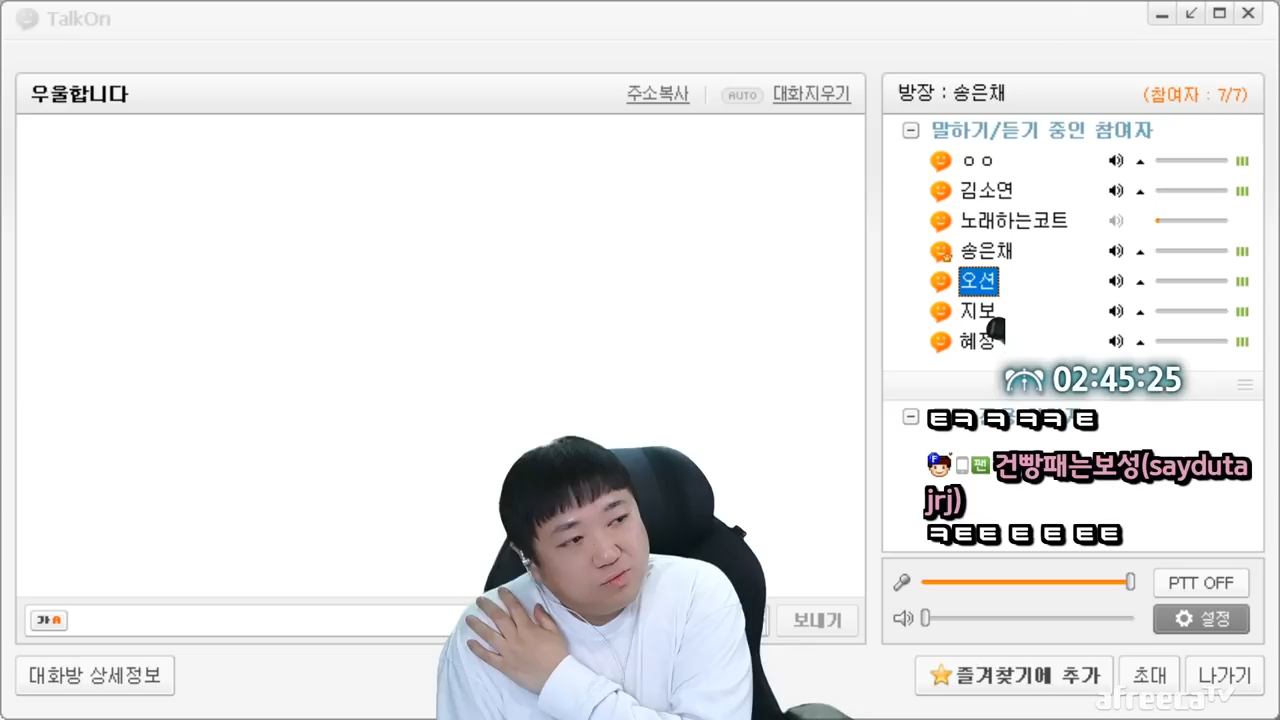 TalkOn
우울합니다
주소복사
AUTO
대화지우기
방장 : 송은채
(참여자 : 7/7)
말하기/듣기 중인 참여자
ㅇㅇ
김소연
노래하는코트
송은채
오션
지보
혜정
02:45:25
ㅌㅋㅋㅋㅋㅌ
팬 건빵패는보성(sayduta
jrj)
ㅋㅌㅌㅌㅌㅌㅌ
PTT OFF
설정
가A
보내기
대화방 상세정보
즐겨찾기에 추가
초대
나가기
afreecaTV